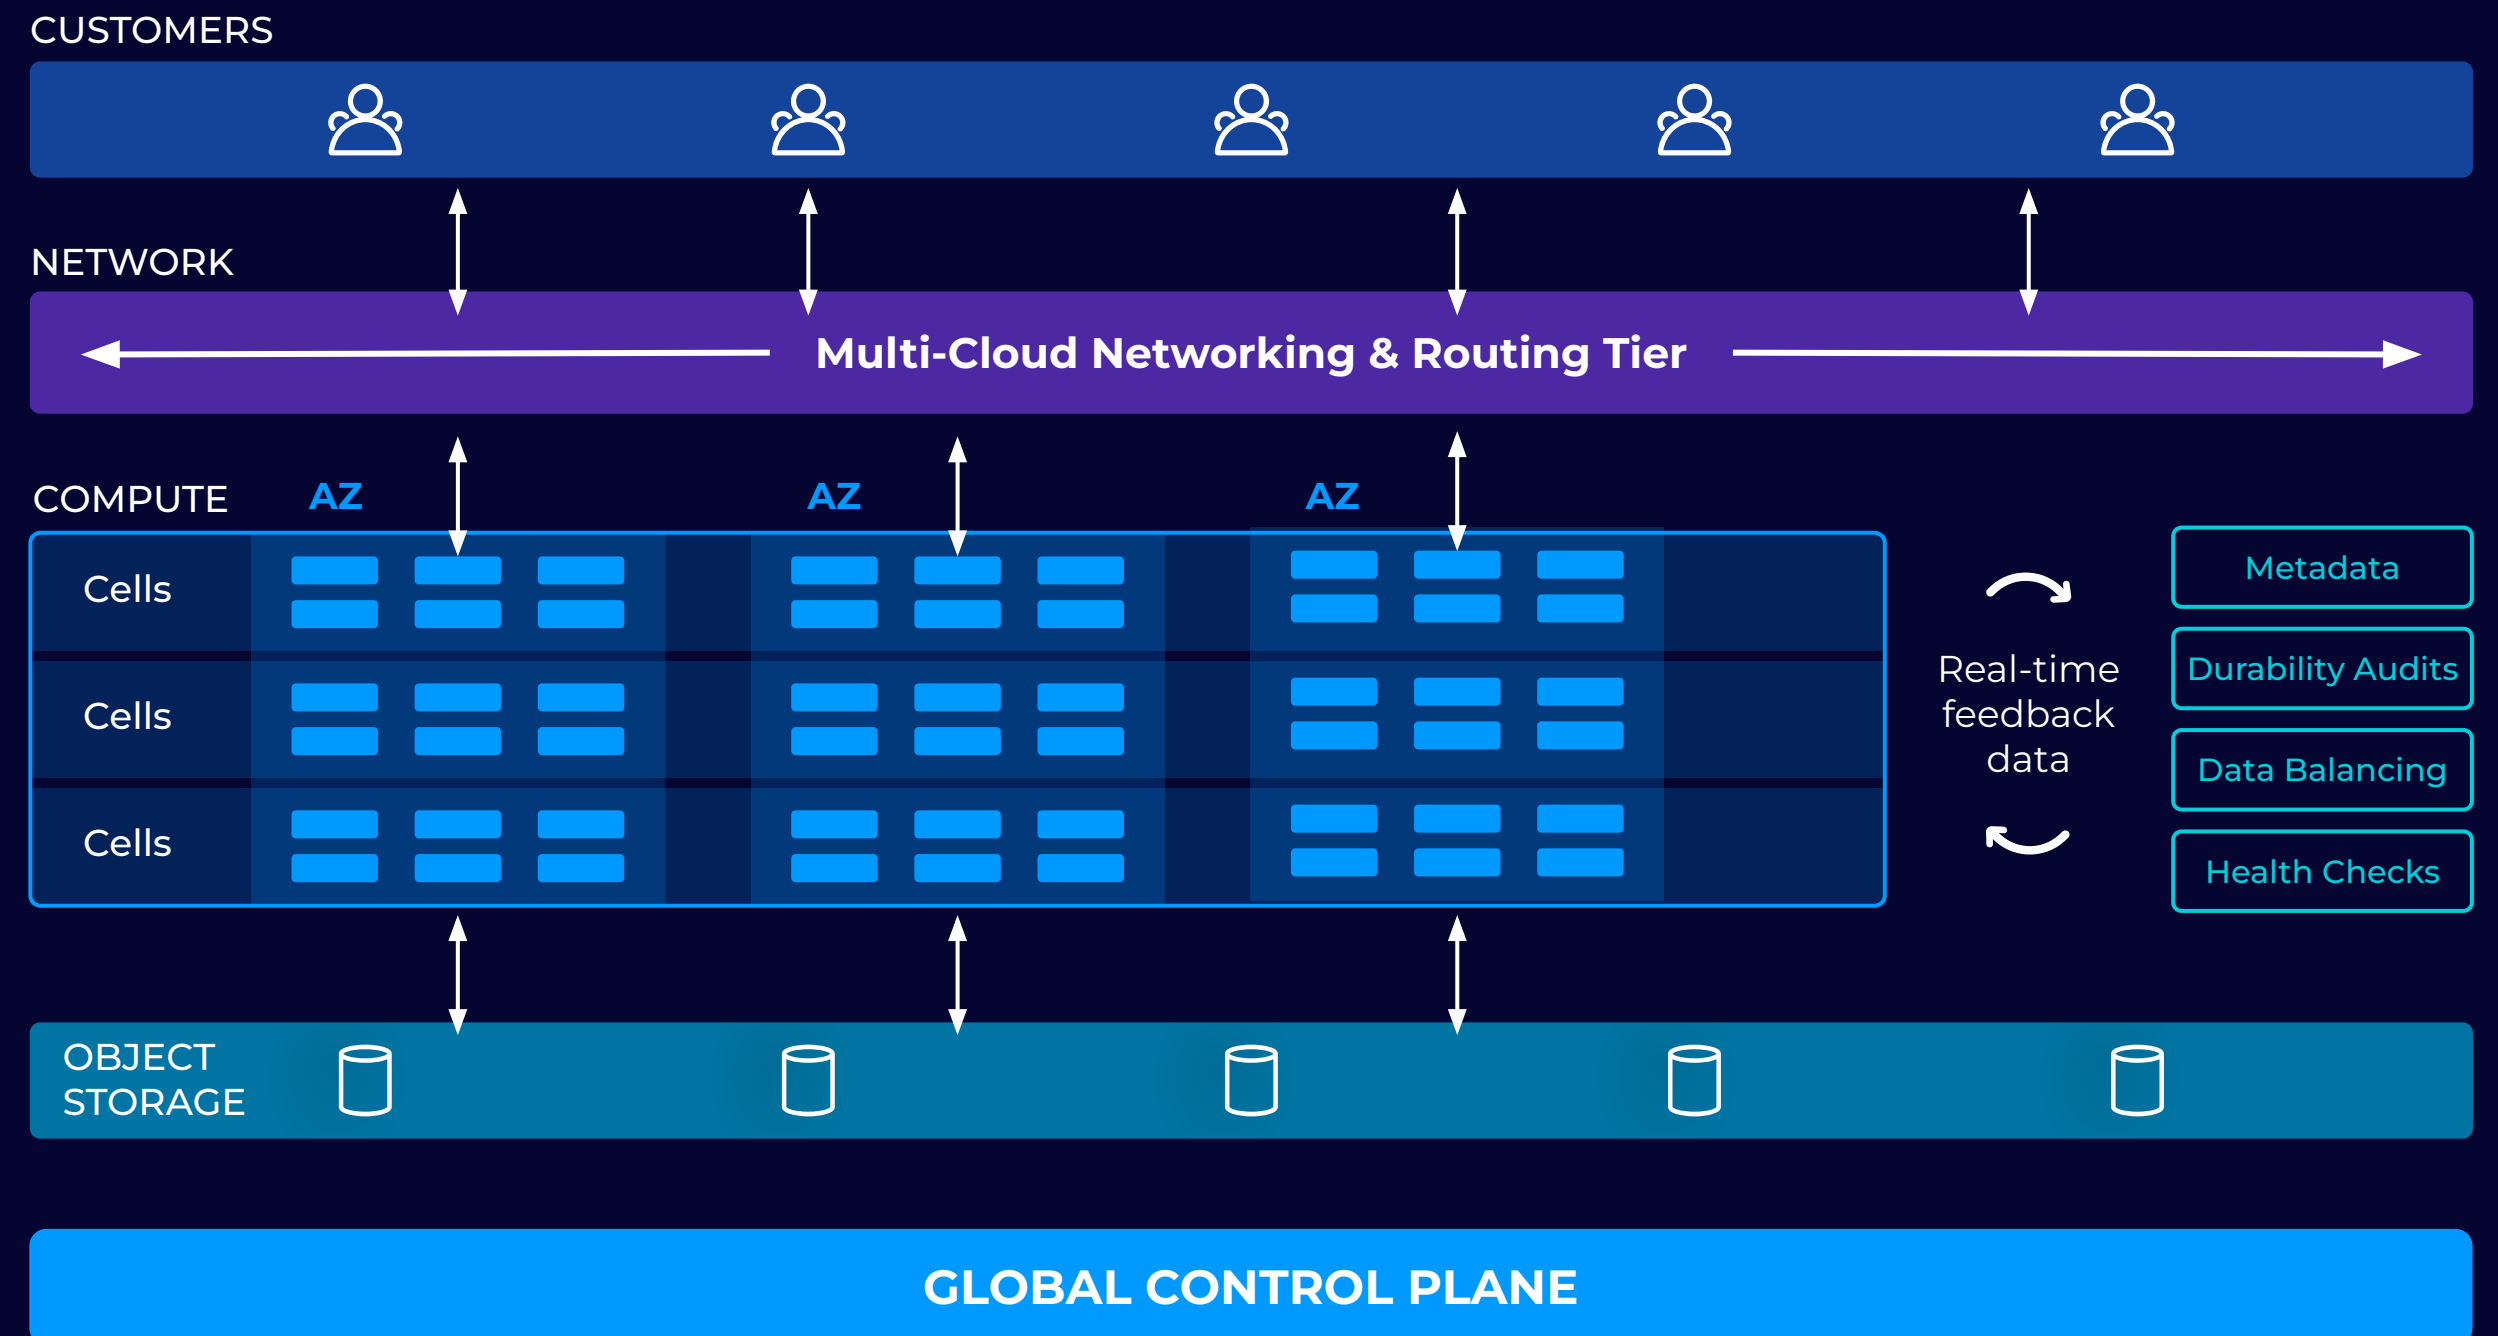 CUSTOMERS
NETWORK
Multi-Cloud Networking & Routing Tier
COMPUTE
AZ
AZ
AZ
Cells
Cells
Cells
Real-time
feedback
data
Metadata
Durability Audits
Data Balancing
Health Checks
OBJECT
STORAGE
GLOBAL CONTROL PLANE